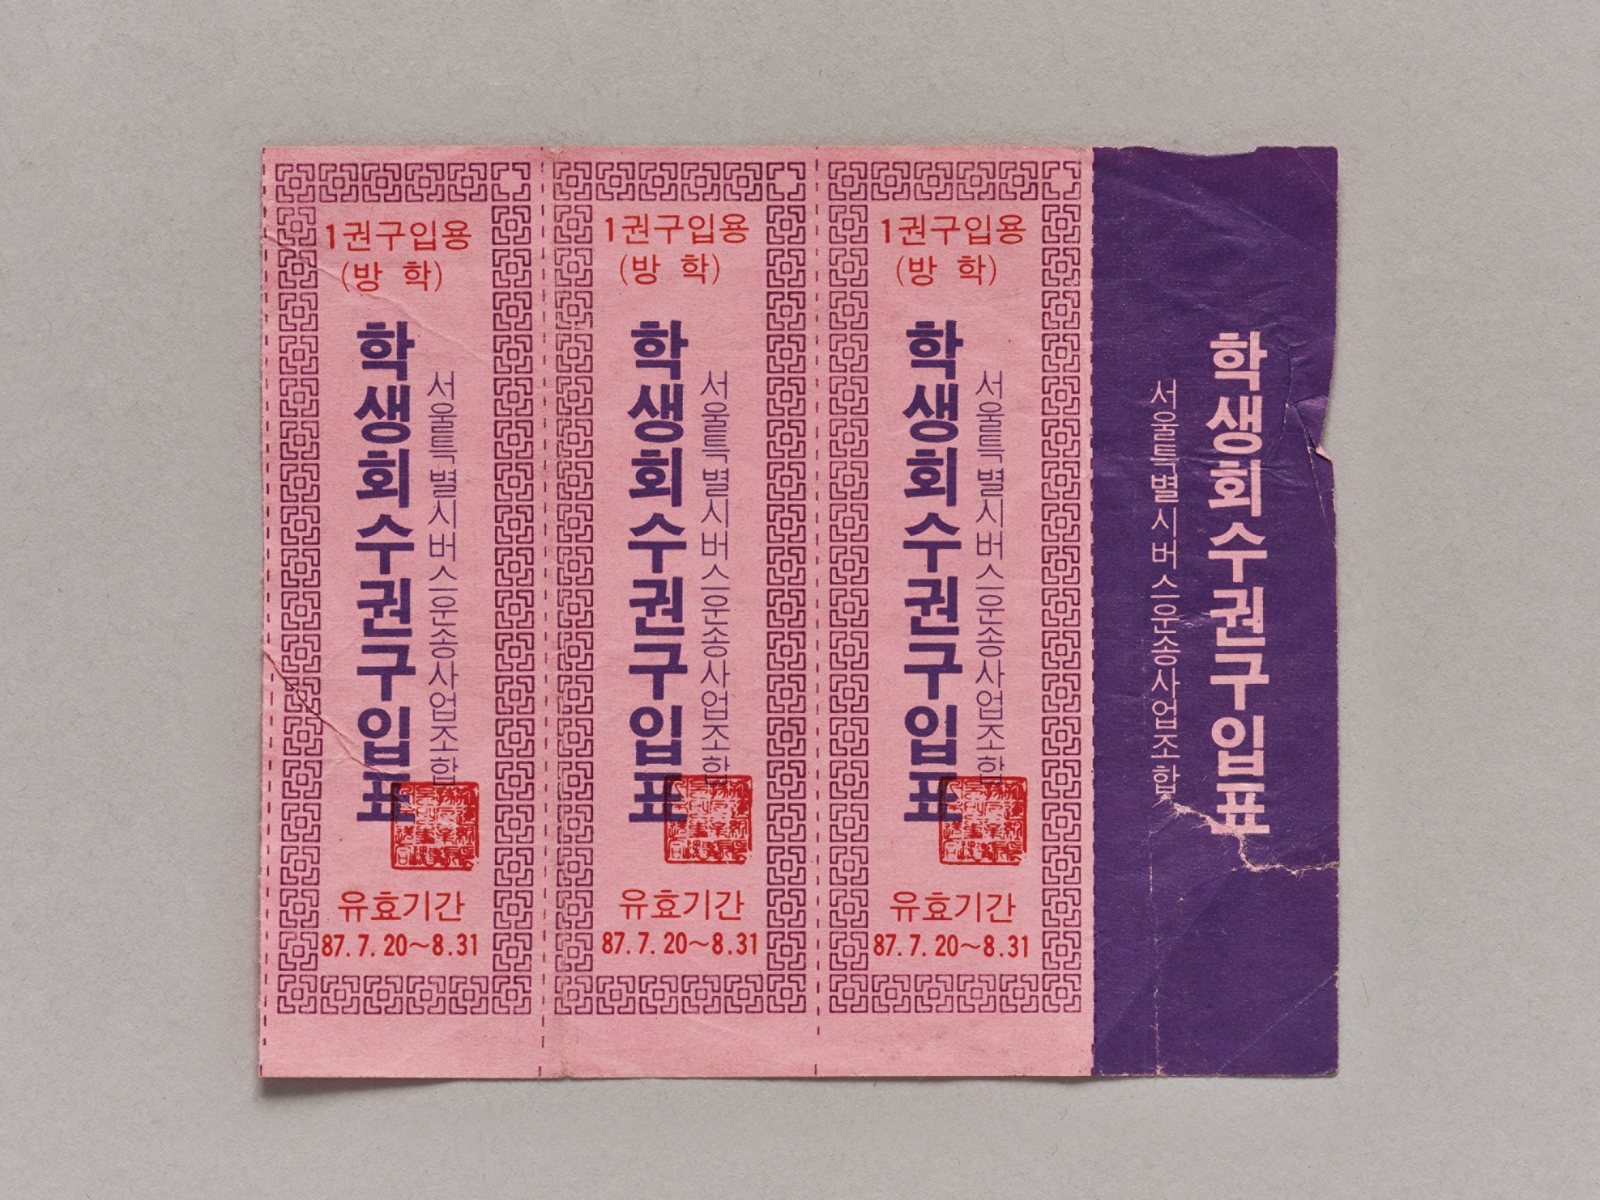 1권구입용
(방 학)
학생회수권구입표
서울특별시버스운송사업조합
유효기간
87.7.20~8.31
1권구입용
(방 학)
학생회수권구입표
서울특별시버스운송사업조합
유효기간
87.7.20~8.31
1권구입용
(방 학)
학생회수권구입표
서울특별시버스운송사업조합
유효기간
87.7.20~8.31
학생회수권구입표
서울특별시버스운송사업조합